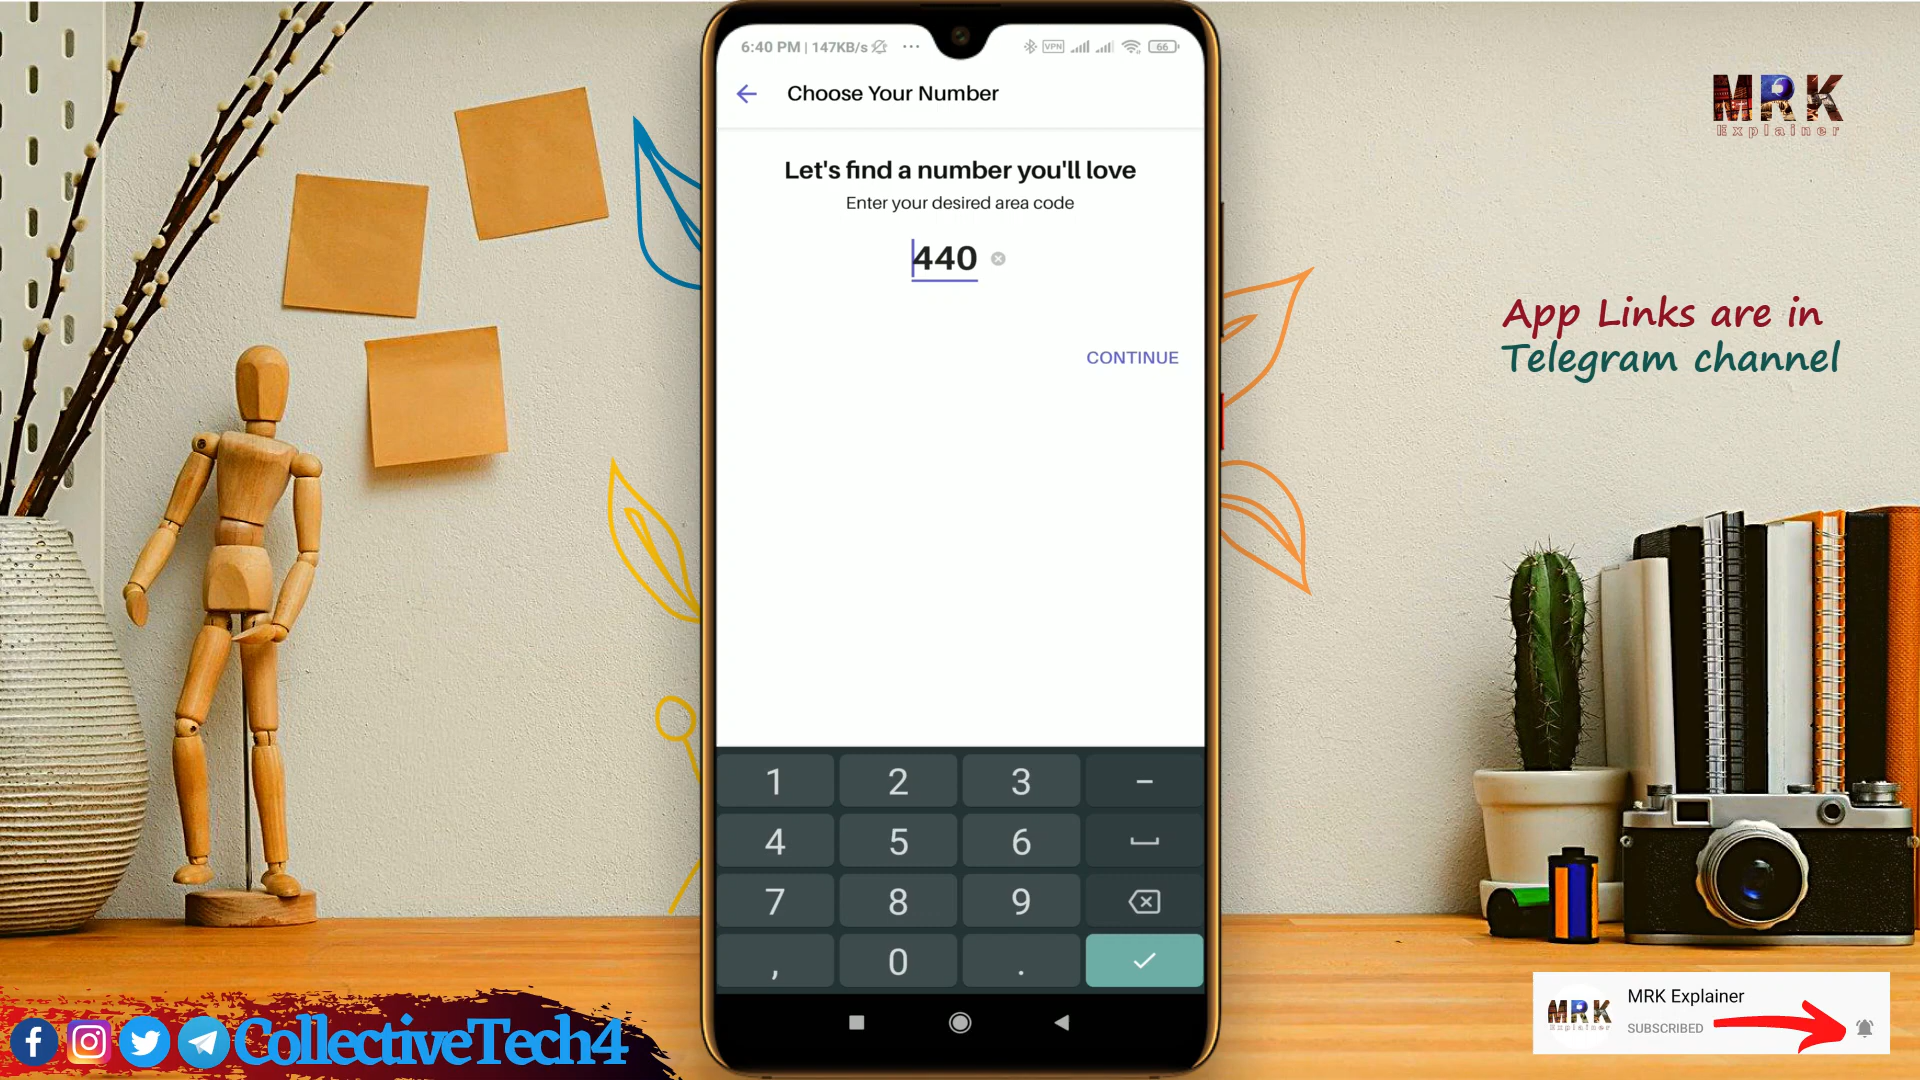 6:40 PM | 147KB/s ... VPN 66
Choose Your Number
Let's find a number you'll love
Enter your desired area code
440
CONTINUE
1 2 3 –
4 5 6
7 8 9
, 0 .
MRK
Explainer
App Links are in
Telegram channel
CollectiveTech4
MRK
Explainer
MRK Explainer
SUBSCRIBED